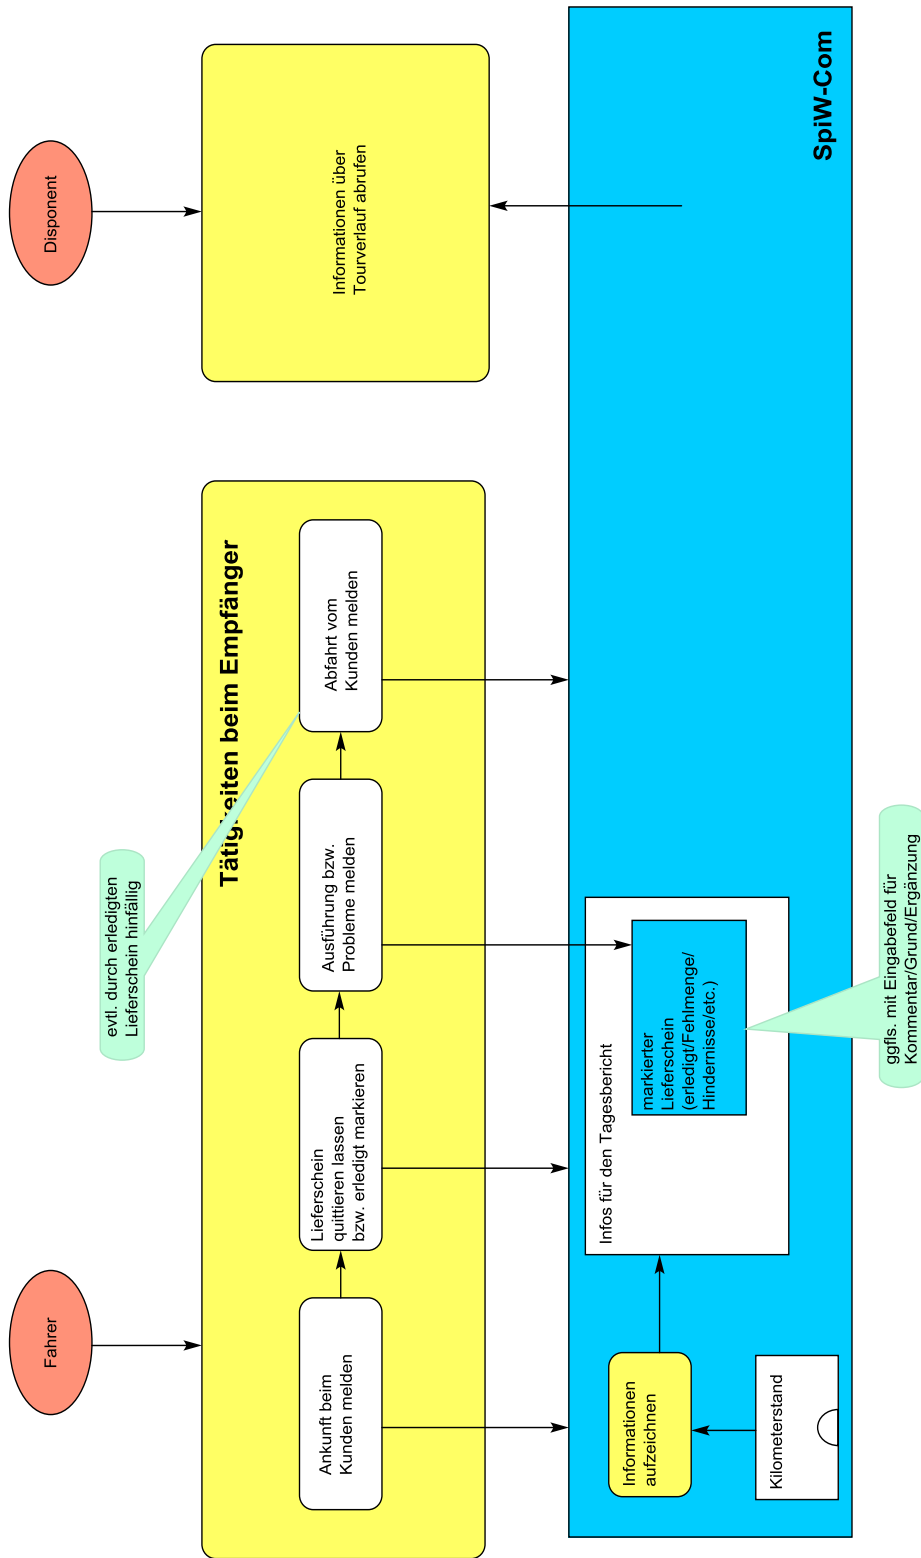 Fahrer
Disponent
evtl. durch erledigten
Lieferschein hinfällig
Tätigkeiten beim Empfänger
Ankunft beim
Kunden melden
Lieferschein
quittieren lassen
bzw. erledigt markieren
Ausführung bzw.
Probleme melden
Abfahrt vom
Kunden melden
Informationen über
Tourverlauf abrufen
Informationen
aufzeichnen
Kilometerstand
Infos für den Tagesbericht
markierter
Lieferschein
(erledigt/Fehlmenge/
Hindernisse/etc.)
SpiW-Com
ggfls. mit Eingabefeld für
Kommentar/Grund/Ergänzung